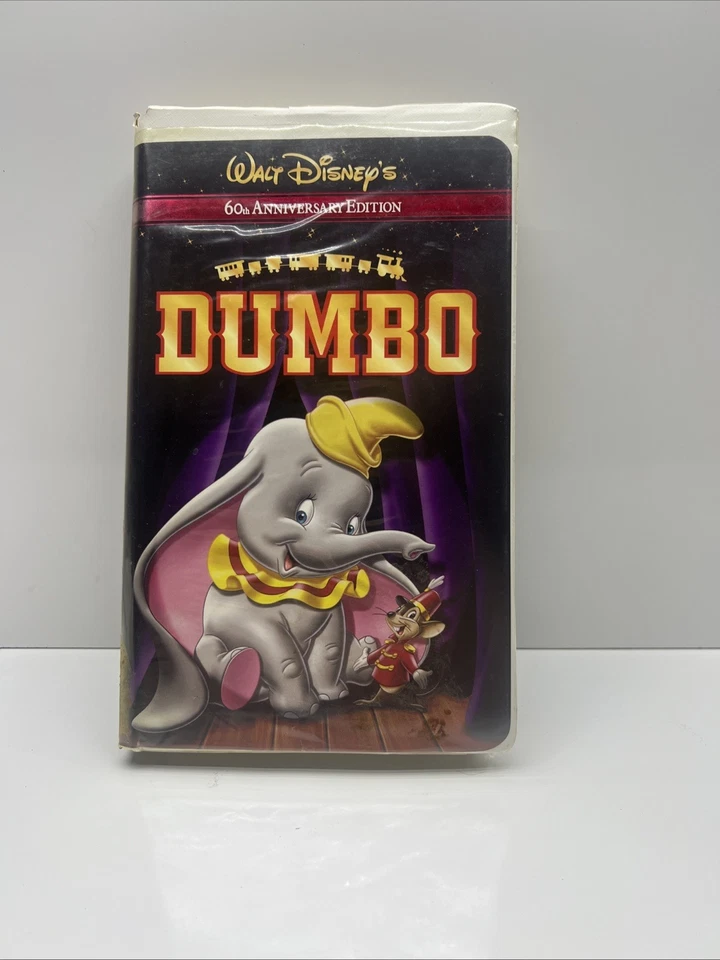 WALT DISNEY'S
60th ANNIVERSARY EDITION
DUMBO